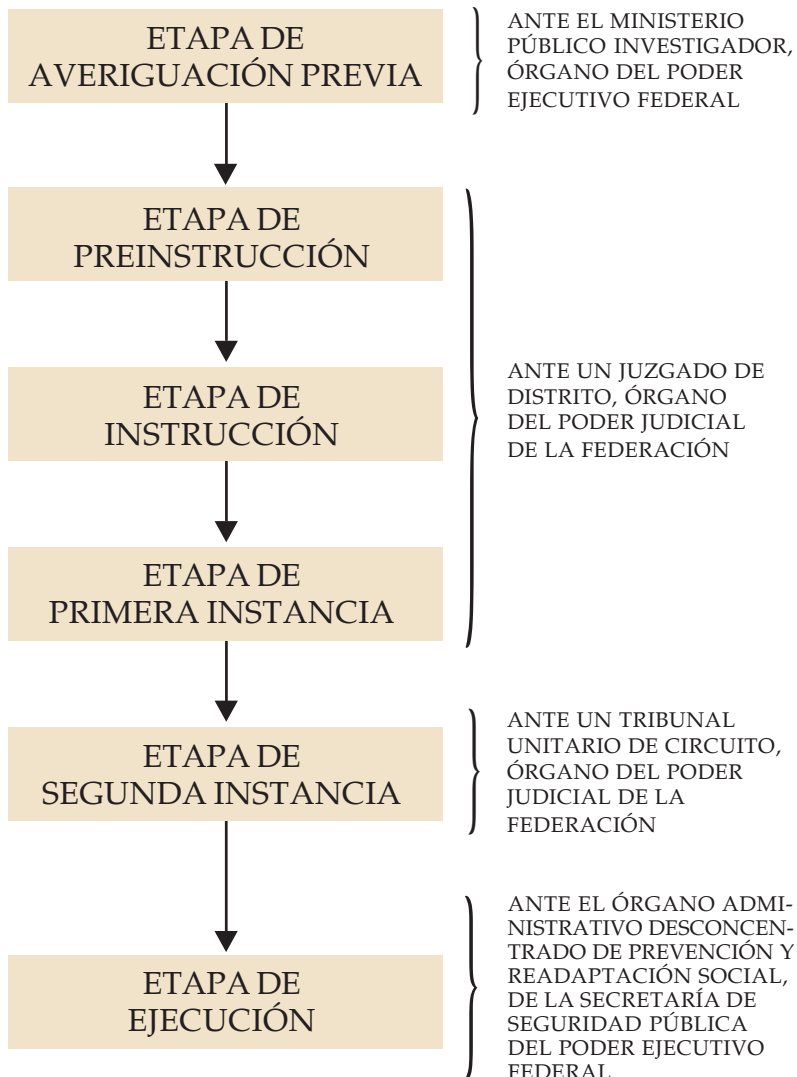 ETAPA DE
AVERIGUACIÓN PREVIA
ANTE EL MINISTERIO
PÚBLICO INVESTIGADOR,
ÓRGANO DEL PODER
EJECUTIVO FEDERAL
ETAPA DE
PREINSTRUCCIÓN
ETAPA DE
INSTRUCCIÓN
ETAPA DE
PRIMERA INSTANCIA
ANTE UN JUZGADO DE
DISTRITO, ÓRGANO
DEL PODER JUDICIAL
DE LA FEDERACIÓN
ETAPA DE
SEGUNDA INSTANCIA
ANTE UN TRIBUNAL
UNITARIO DE CIRCUITO,
ÓRGANO DEL PODER
JUDICIAL DE LA
FEDERACIÓN
ETAPA DE
EJECUCIÓN
ANTE EL ÓRGANO ADMI-
NISTRATIVO DESCONCEN-
TRADO DE PREVENCIÓN Y
READAPTACIÓN SOCIAL,
DE LA SECRETARÍA DE
SEGURIDAD PÚBLICA
DEL PODER EJECUTIVO
FEDERAL